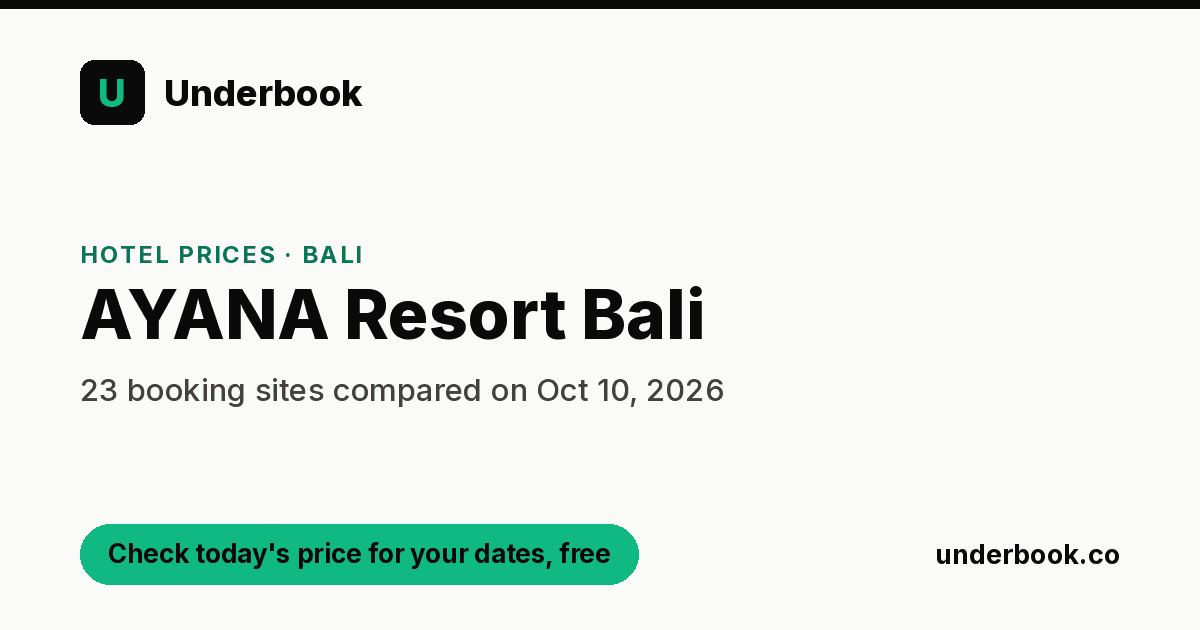 U Underbook
HOTEL PRICES · BALI
AYANA Resort Bali
23 booking sites compared on Oct 10, 2026
Check today's price for your dates, free
underbook.co